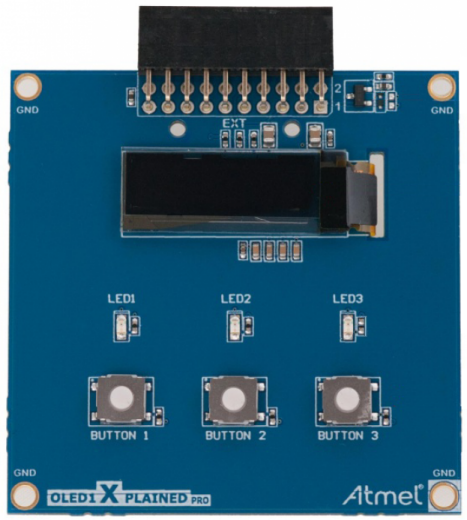 2
GND
1
GND
EXT
LED1
LED2
LED3
BUTTON 1
BUTTON 2
BUTTON 3
GND
GND
OLED1 XPLAINED PRO
Atmel